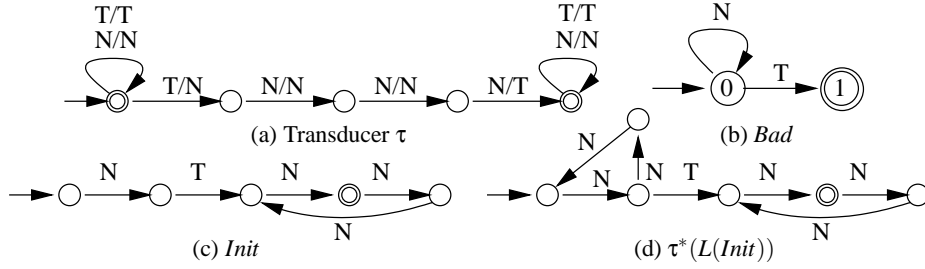 T/T
N/N
T/N
N/N
N/N
N/T
T/T
N/N
(a) Transducer τ
N
0
T
1
(b) Bad
N
T
N
N
N
(c) Init
N
N
N
T
N
N
N
(d) τ*(L(Init))